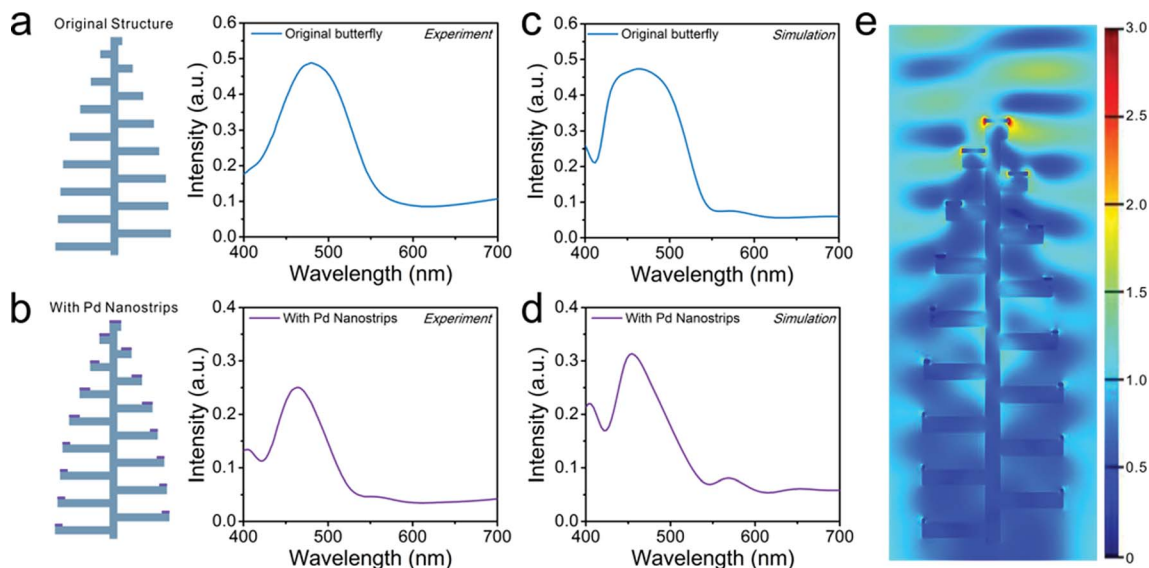 a
Original Structure
0.6
0.5
0.4
0.3
0.2
0.1
0.0
Intensity (a.u.)
Original butterfly
Experiment
400
500
600
700
Wavelength (nm)
c
0.6
0.5
0.4
0.3
0.2
0.1
0.0
Intensity (a.u.)
Original butterfly
Simulation
400
500
600
700
Wavelength (nm)
b
With Pd Nanostrips
0.4
0.3
0.2
0.1
0.0
Intensity (a.u.)
With Pd Nanostrips
Experiment
400
500
600
700
Wavelength (nm)
d
0.4
0.3
0.2
0.1
0.0
Intensity (a.u.)
With Pd Nanostrips
Simulation
400
500
600
700
Wavelength (nm)
e
3.0
2.5
2.0
1.5
1.0
0.5
0